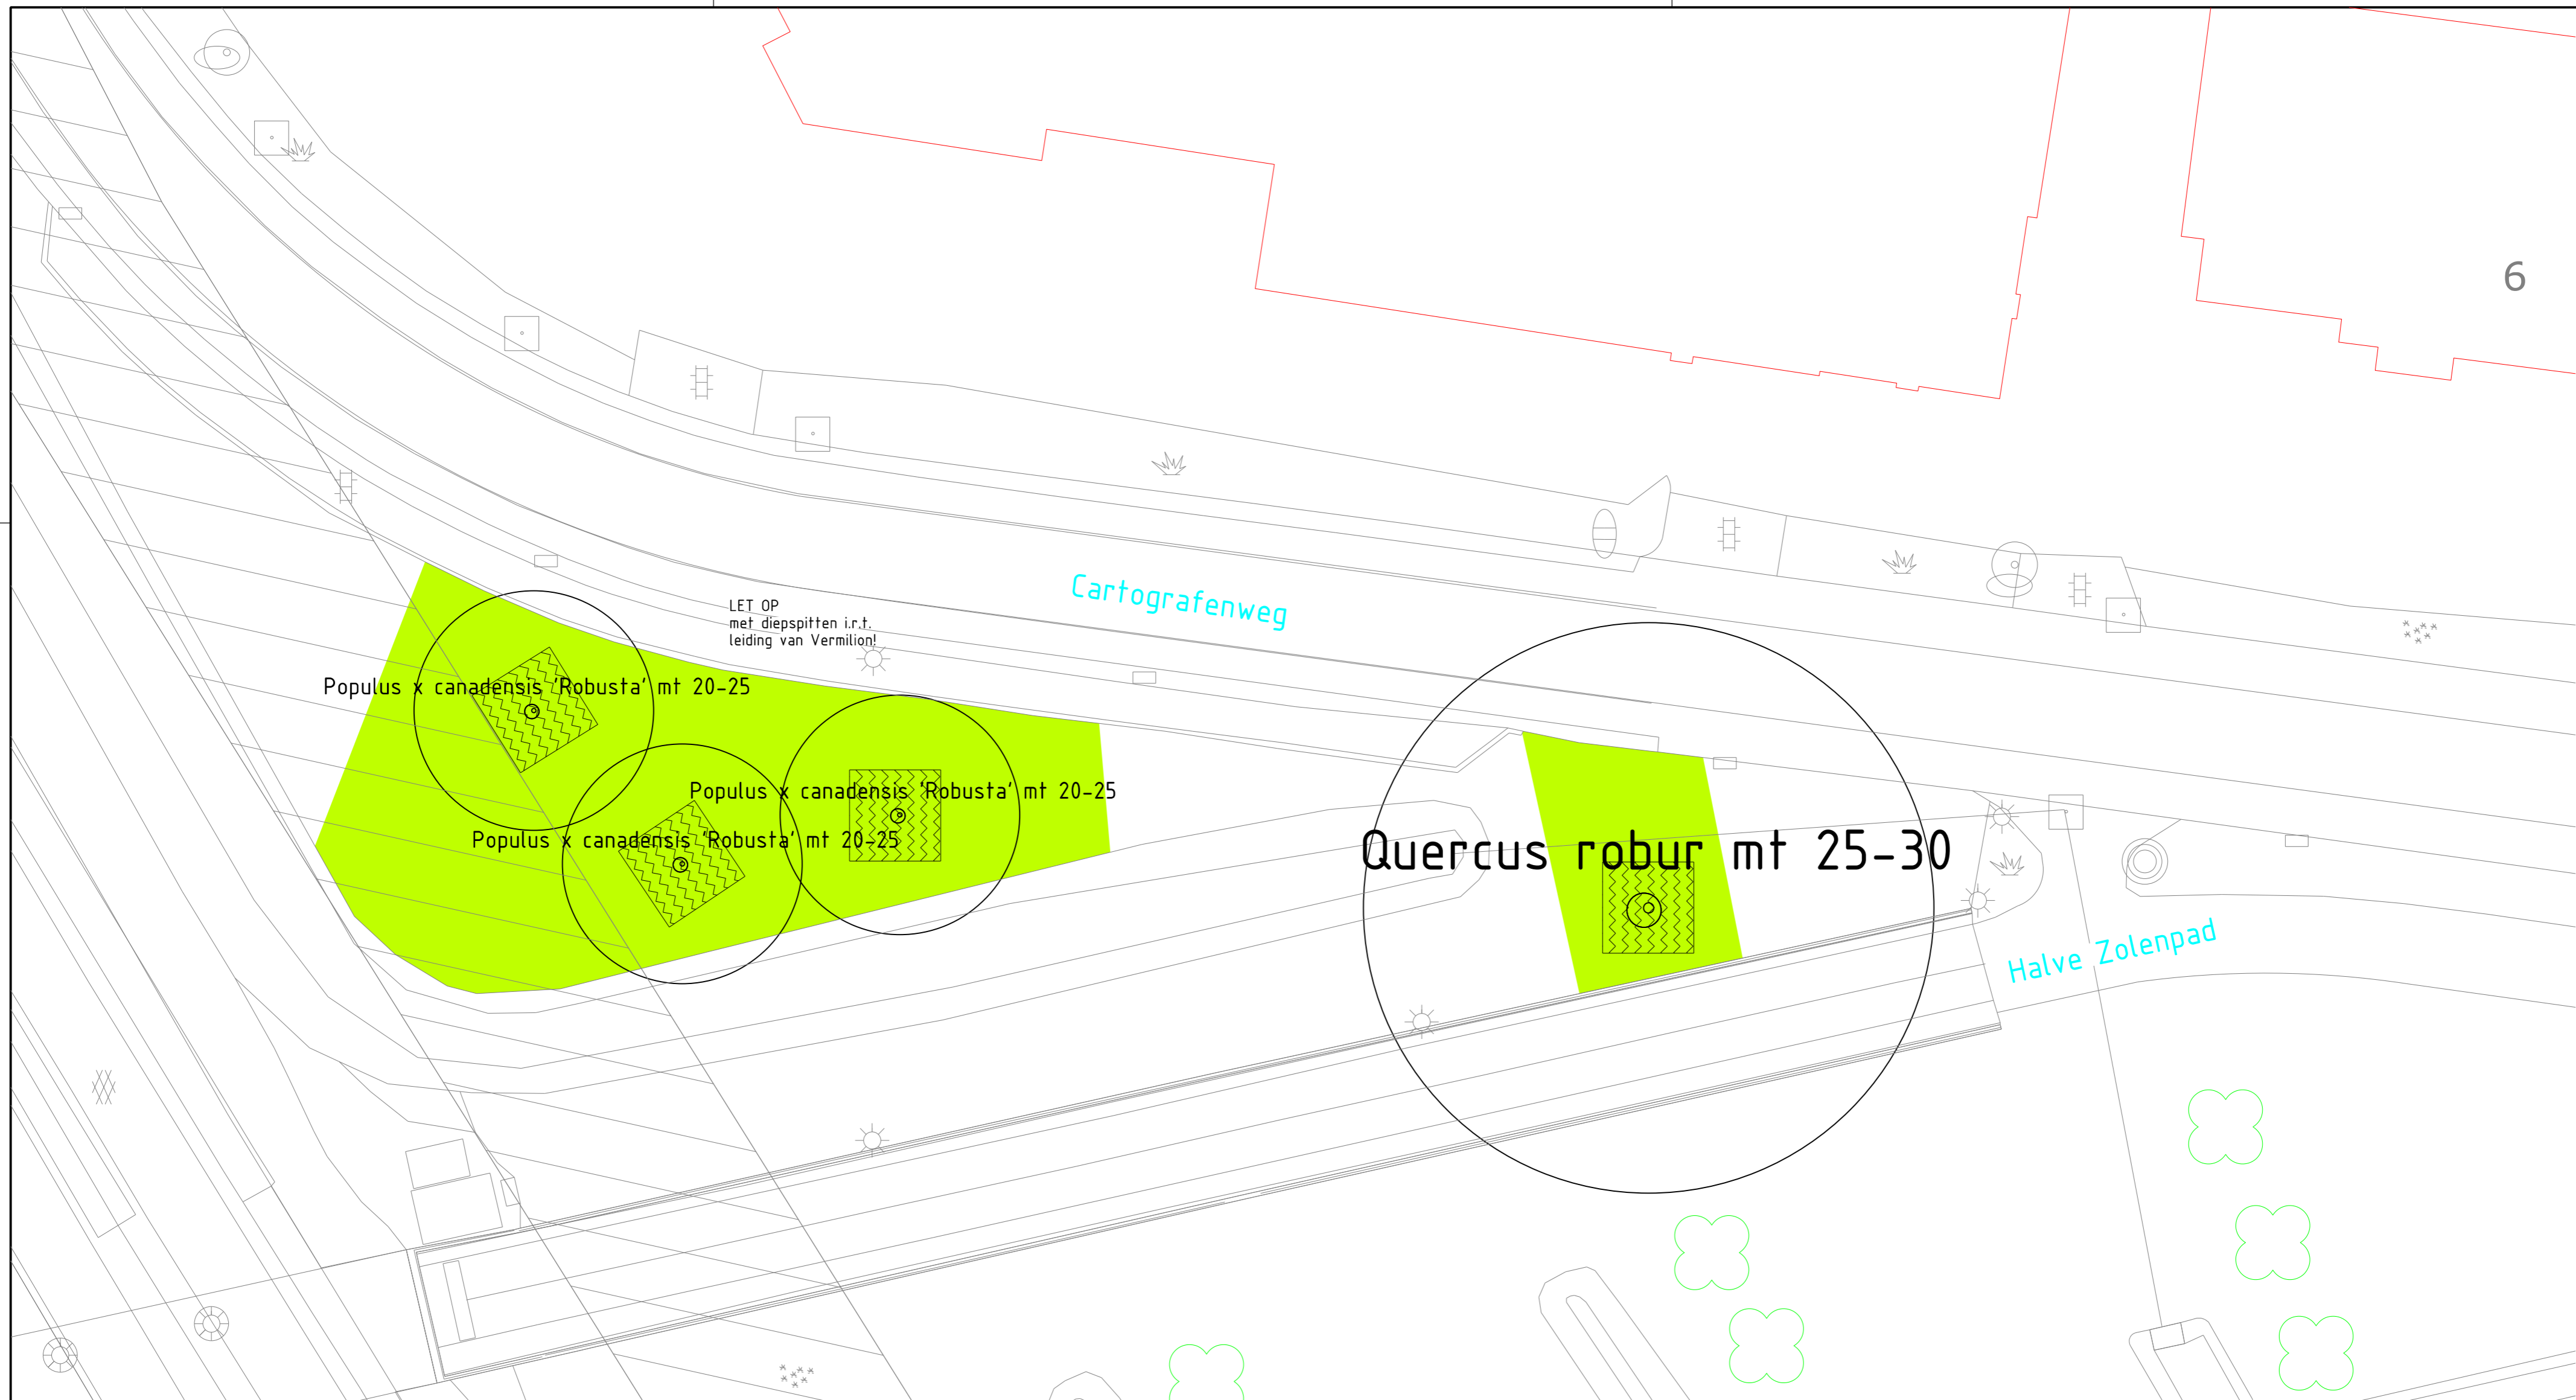 6
Cartografenweg
LET OP
met diepspitten i.r.t.
leiding van Vermilion!
Populus x canadensis 'Robusta' mt 20-25
Populus x canadensis 'Robusta' mt 20-25
Populus x canadensis 'Robusta' mt 20-25
Quercus robur mt 25-30
Halve Zolenpad